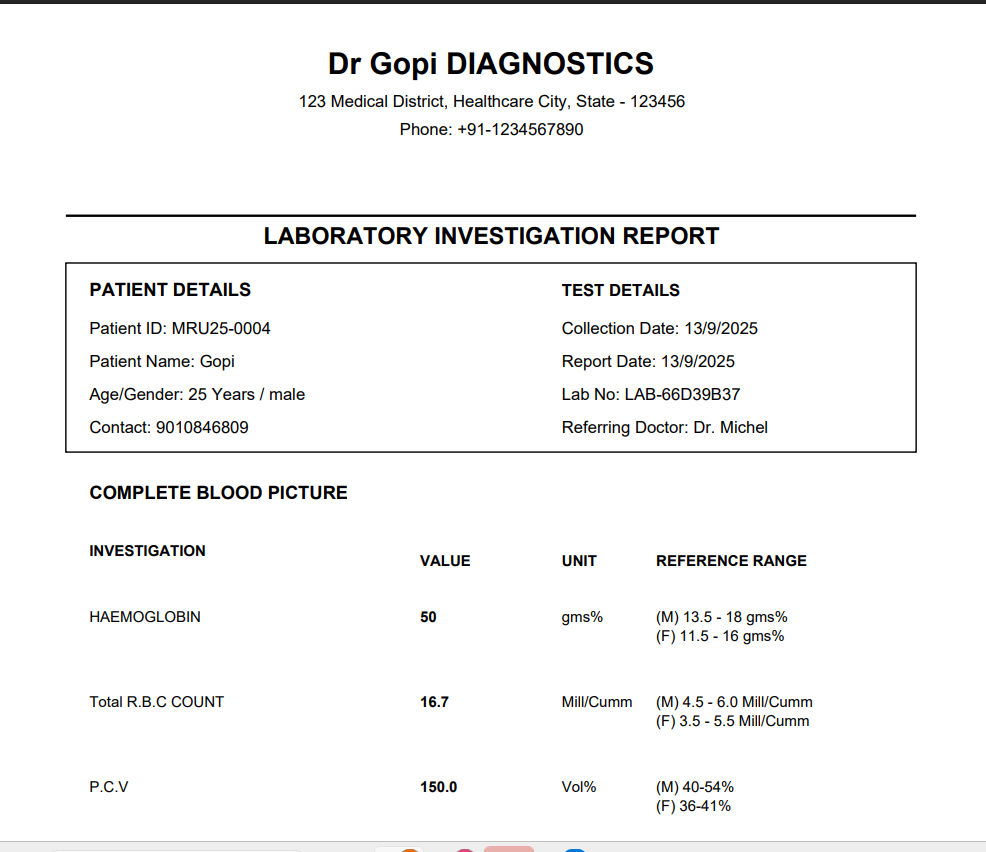 Dr Gopi DIAGNOSTICS
123 Medical District, Healthcare City, State - 123456
Phone: +91-1234567890
LABORATORY INVESTIGATION REPORT
PATIENT DETAILS
Patient ID: MRU25-0004
Patient Name: Gopi
Age/Gender: 25 Years / male
Contact: 9010846809
TEST DETAILS
Collection Date: 13/9/2025
Report Date: 13/9/2025
Lab No: LAB-66D39B37
Referring Doctor: Dr. Michel
COMPLETE BLOOD PICTURE
INVESTIGATION VALUE UNIT REFERENCE RANGE
HAEMOGLOBIN 50 gms% (M) 13.5 - 18 gms%
(F) 11.5 - 16 gms%
Total R.B.C COUNT 16.7 Mill/Cumm (M) 4.5 - 6.0 Mill/Cumm
(F) 3.5 - 5.5 Mill/Cumm
P.C.V 150.0 Vol% (M) 40-54%
(F) 36-41%